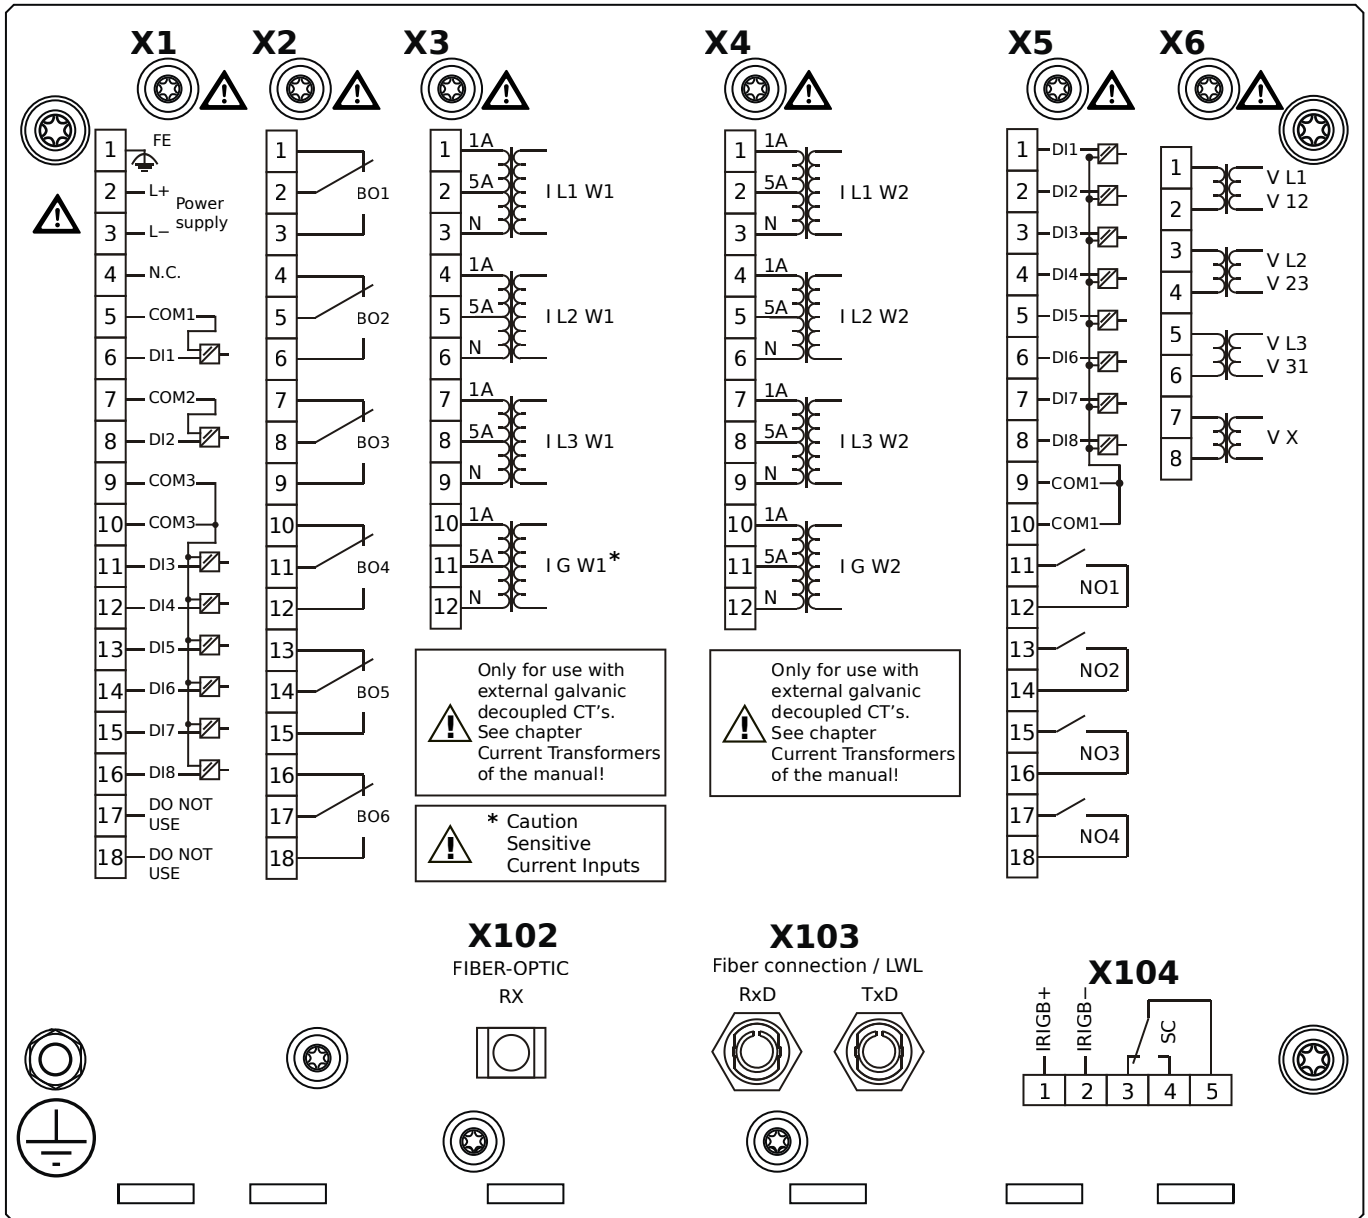 X1
X2
X3
X4
X5
X6
1
FE
2
L+
Power
supply
3
L−
4
N.C.
5
COM1
6
DI1
7
COM2
8
DI2
9
COM3
10
COM3
11
DI3
12
DI4
13
DI5
14
DI6
15
DI7
16
DI8
17
DO NOT
USE
18
DO NOT
USE
1
2
BO1
3
4
5
BO2
6
7
8
BO3
9
10
11
BO4
12
13
14
BO5
15
16
17
BO6
18
1
1A
2
5A
I L1 W1
3
N
4
1A
5
5A
I L2 W1
6
N
7
1A
8
5A
I L3 W1
9
N
10
1A
11
5A
I G W1*
12
N
Only for use with
external galvanic
decoupled CT's.
See chapter
Current Transformers
of the manual!
* Caution
Sensitive
Current Inputs
1
1A
2
5A
I L1 W2
3
N
4
1A
5
5A
I L2 W2
6
N
7
1A
8
5A
I L3 W2
9
N
10
1A
11
5A
I G W2
12
N
Only for use with
external galvanic
decoupled CT's.
See chapter
Current Transformers
of the manual!
1
DI1
2
DI2
3
DI3
4
DI4
5
DI5
6
DI6
7
DI7
8
DI8
9
COM1
10
COM1
11
NO1
12
13
NO2
14
15
NO3
16
17
NO4
18
1
V L1
2
V 12
3
V L2
4
V 23
5
V L3
6
V 31
7
V X
8
X102
FIBER-OPTIC
RX
X103
Fiber connection / LWL
RxD
TxD
X104
IRIGB+
IRIGB−
SC
1
2
3
4
5